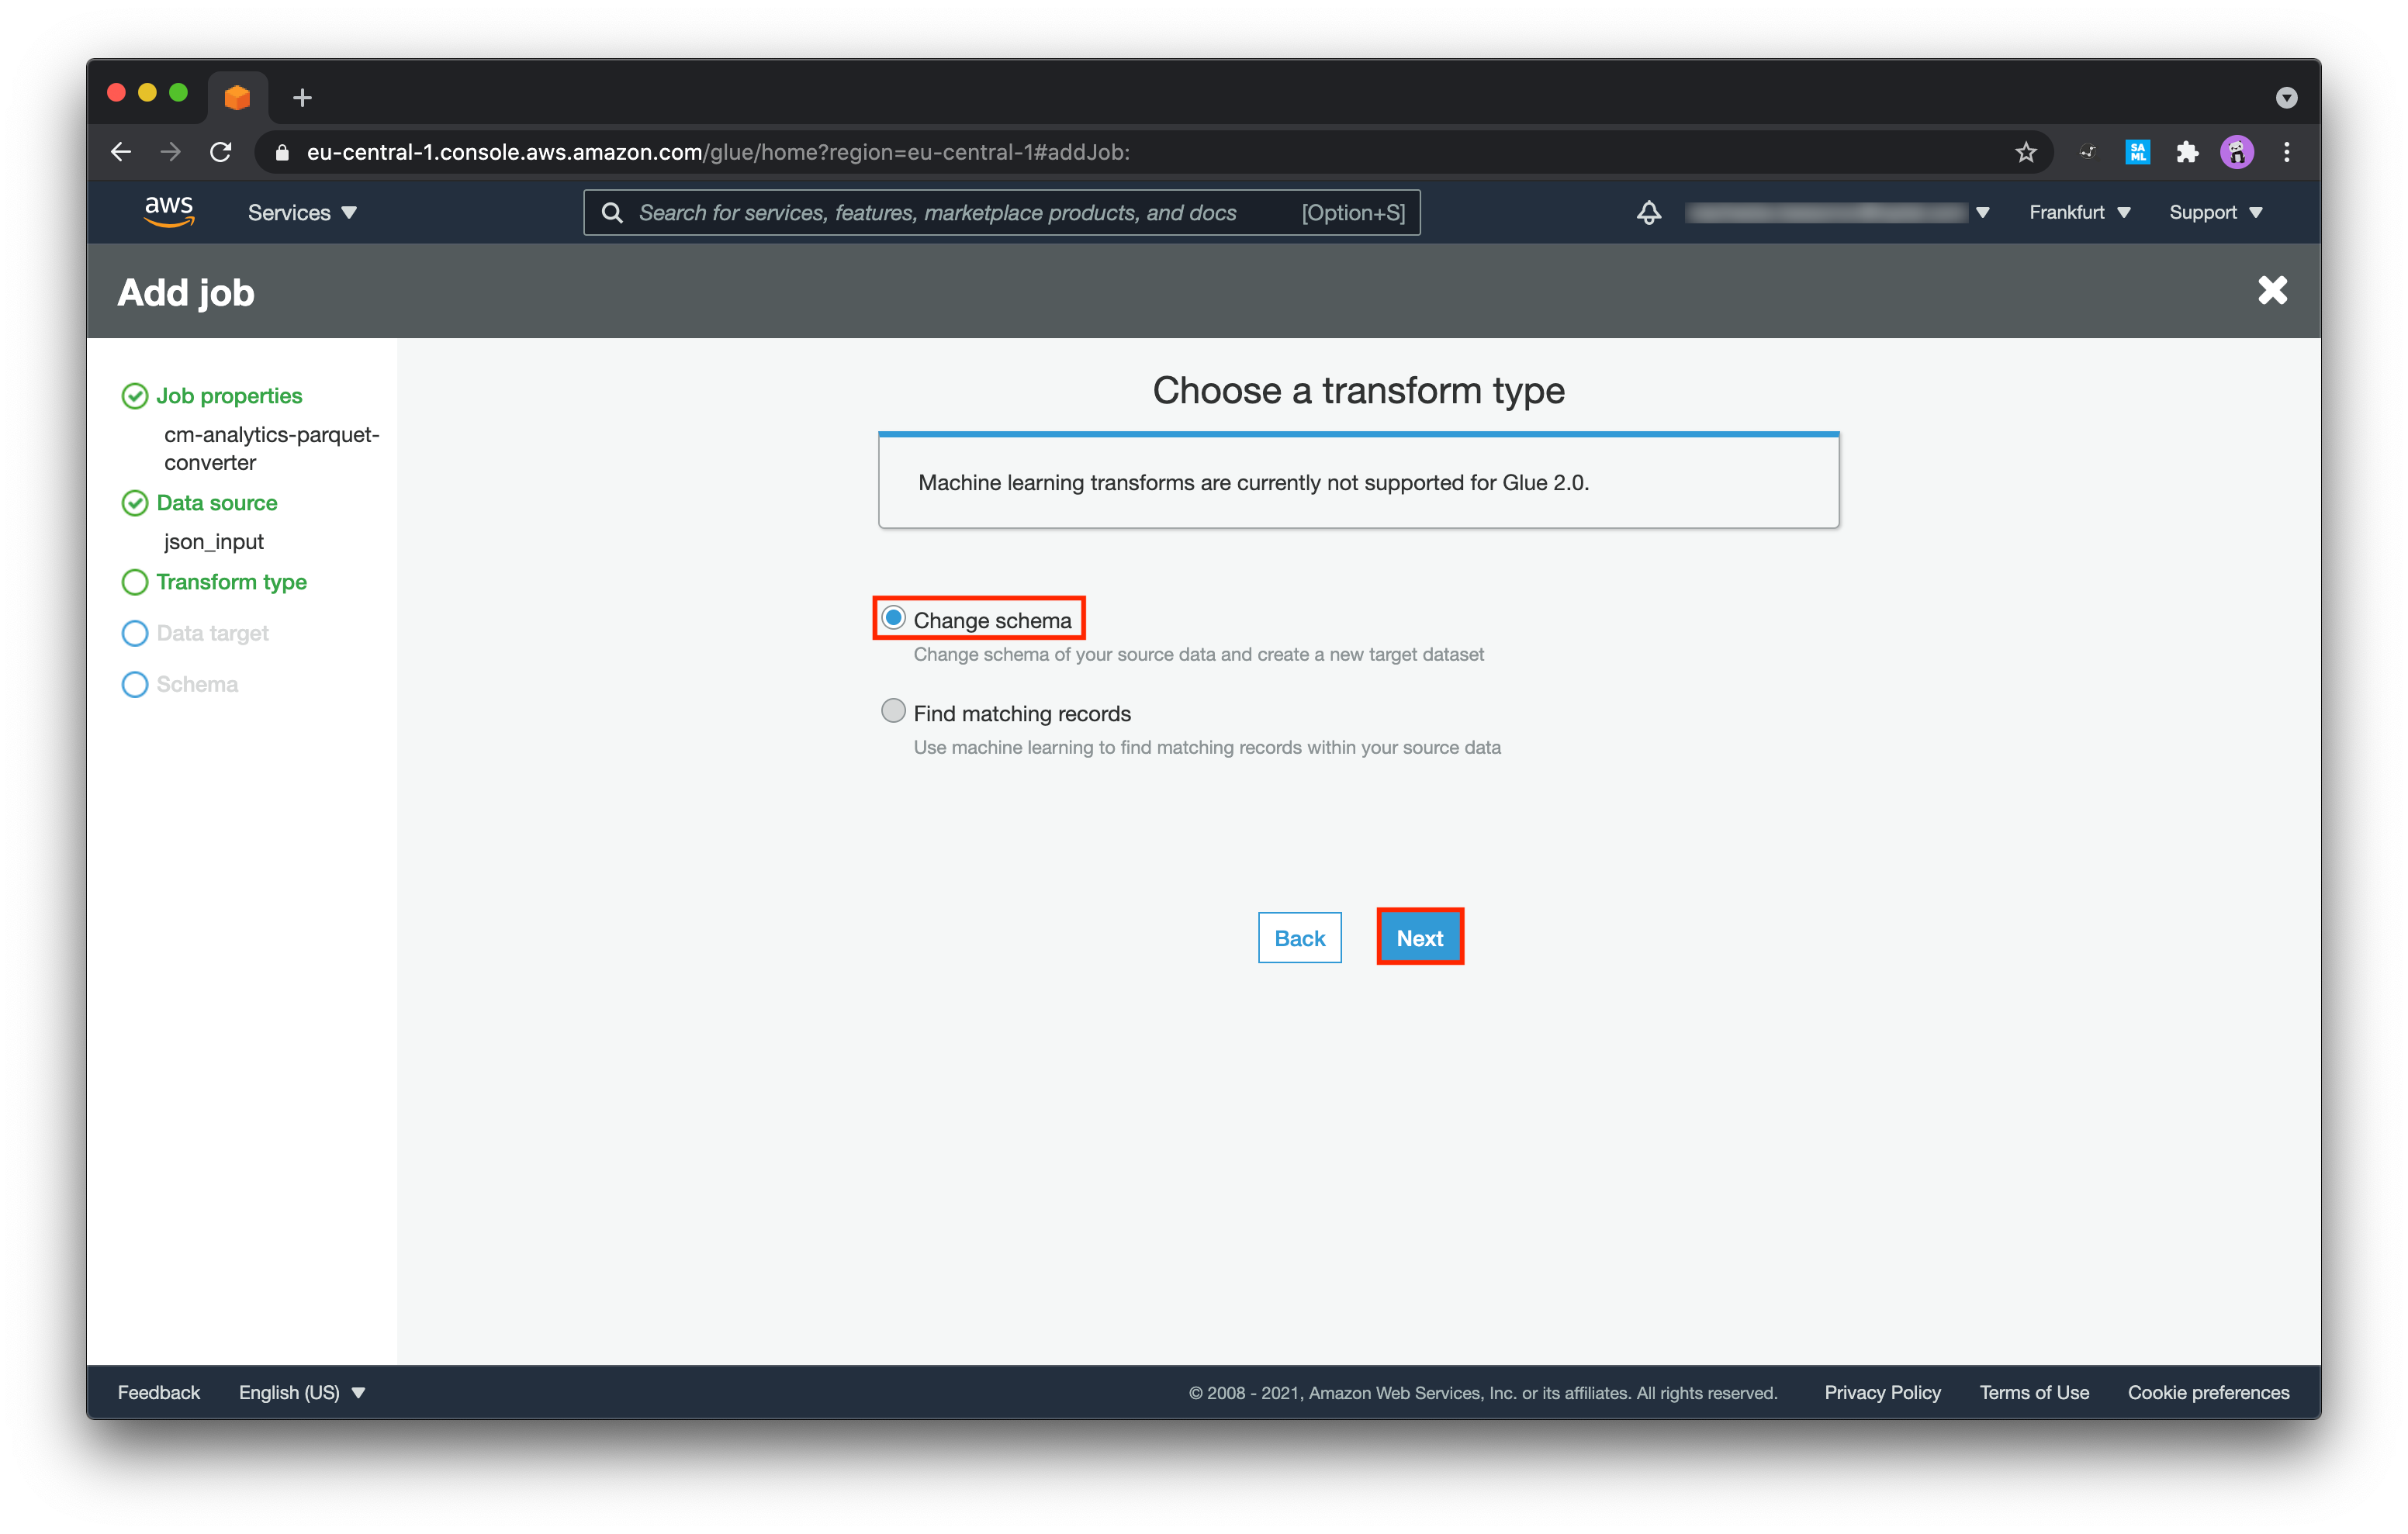 eu-central-1.console.aws.amazon.com/glue/home?region=eu-central-1#addJob:
SA
ML
aws
Services
Search for services, features, marketplace products, and docs
[Option+S]
Frankfurt
Support
Add job
Job properties
cm-analytics-parquet-
converter
Data source
json_input
Transform type
Data target
Schema
Choose a transform type
Machine learning transforms are currently not supported for Glue 2.0.
Change schema
Change schema of your source data and create a new target dataset
Find matching records
Use machine learning to find matching records within your source data
Back
Next
Feedback
English (US)
© 2008 - 2021, Amazon Web Services, Inc. or its affiliates. All rights reserved.
Privacy Policy
Terms of Use
Cookie preferences